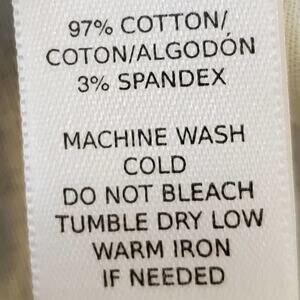 97% COTTON/
COTON/ALGODÓN
3% SPANDEX
MACHINE WASH
COLD
DO NOT BLEACH
TUMBLE DRY LOW
WARM IRON
IF NEEDED